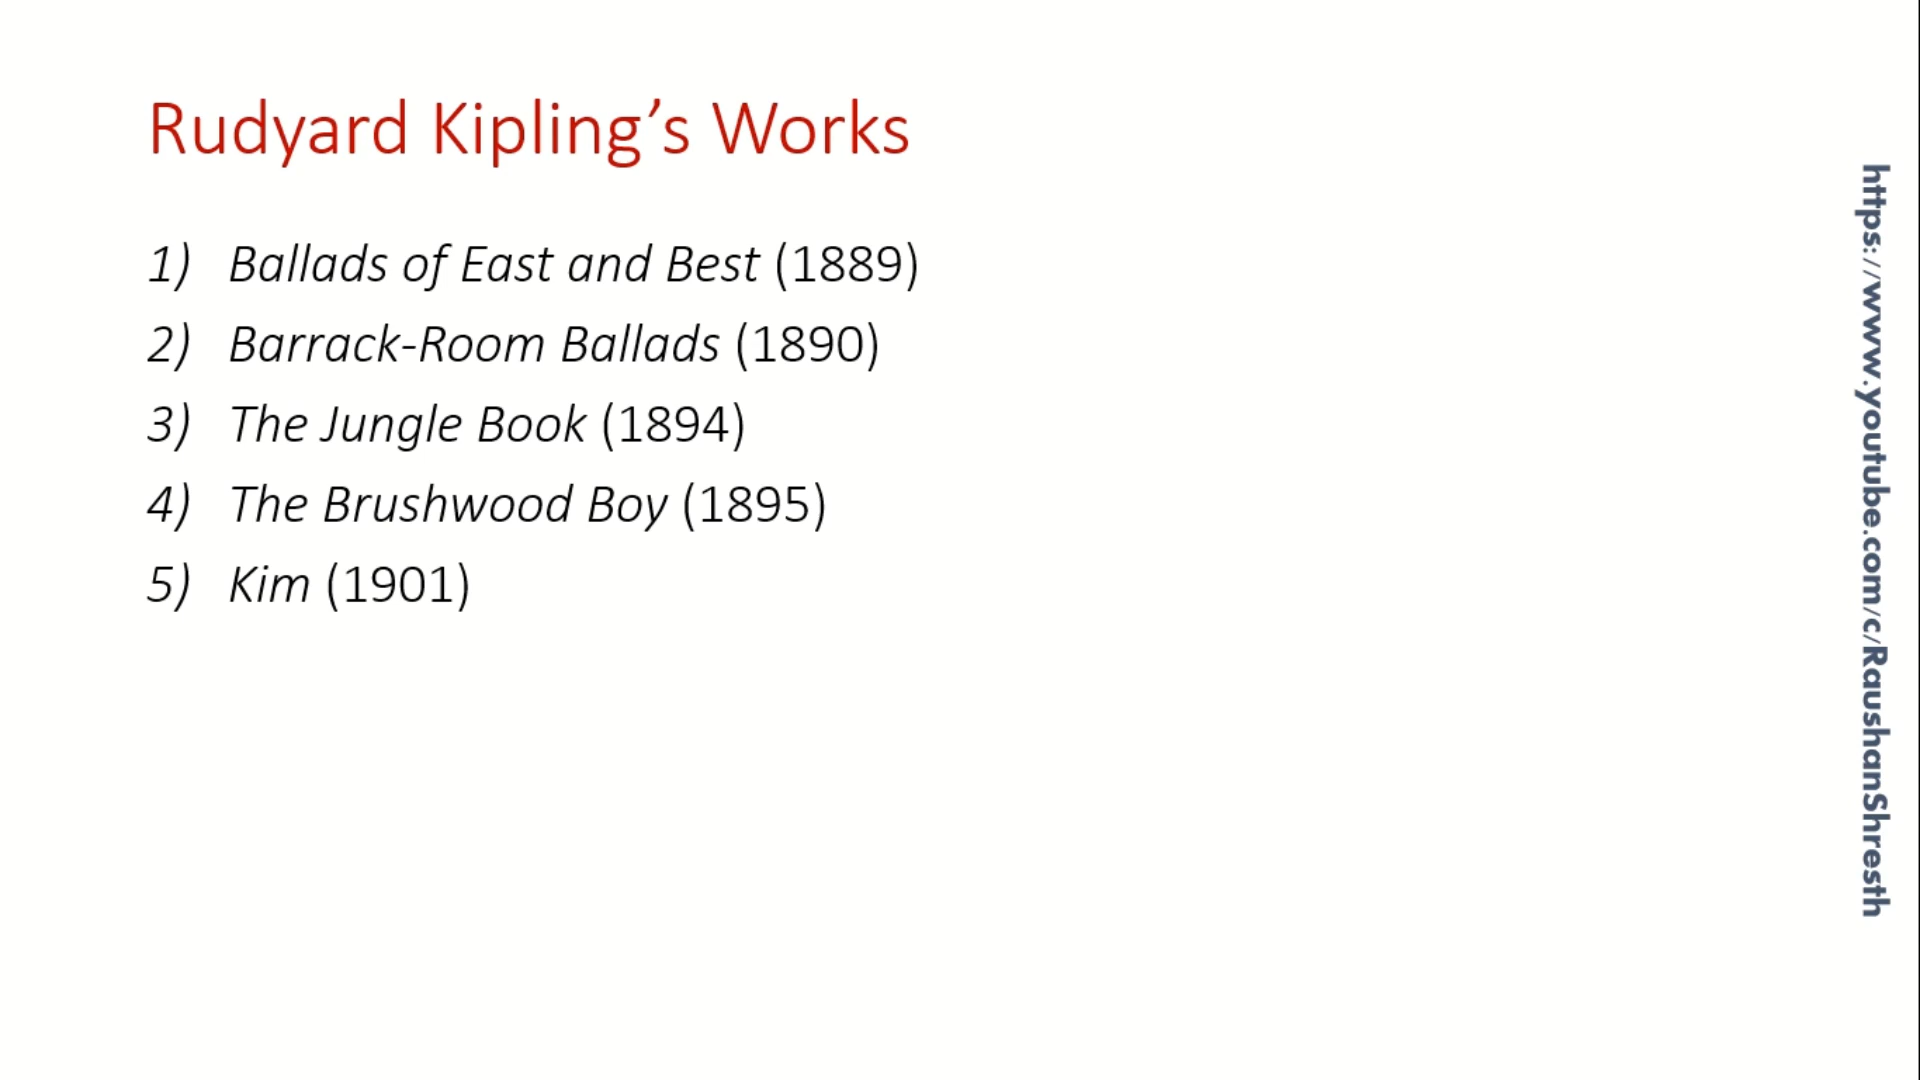 Rudyard Kipling’s Works
1) Ballads of East and Best (1889)
2) Barrack-Room Ballads (1890)
3) The Jungle Book (1894)
4) The Brushwood Boy (1895)
5) Kim (1901)
https://www.youtube.com/c/RaushanShresth